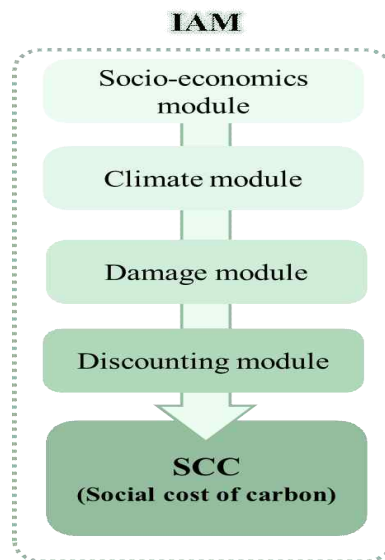 IAM
Socio-economics
module
Climate module
Damage module
Discounting module
SCC
(Social cost of carbon)